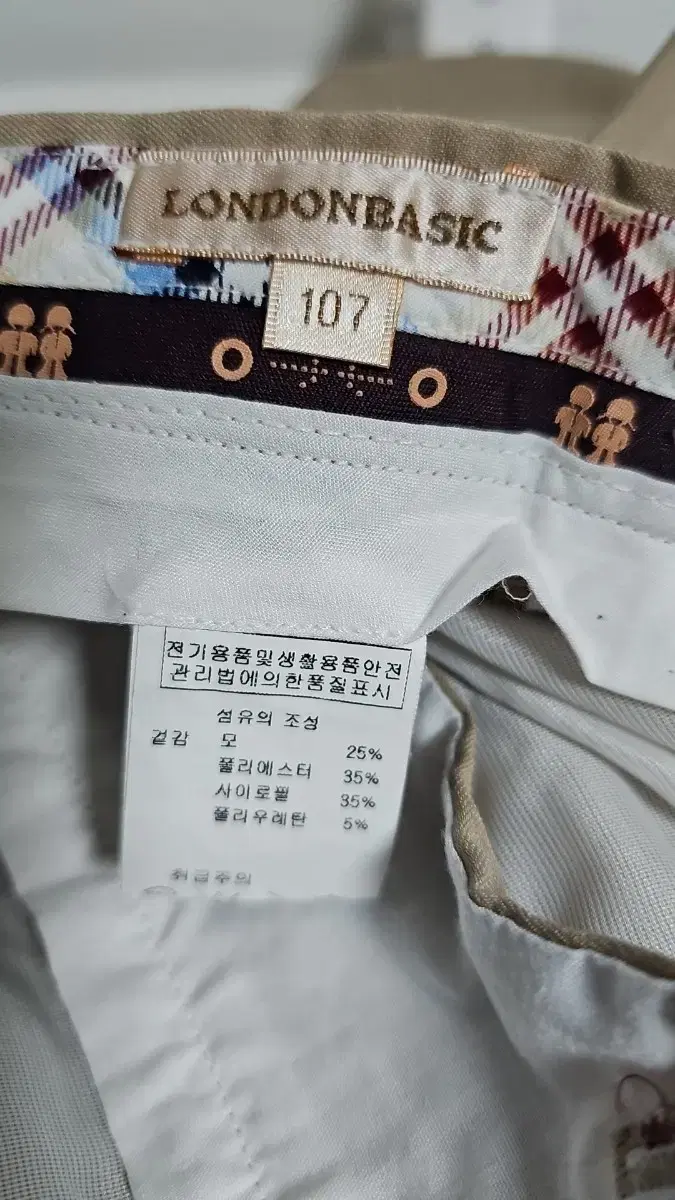 LONDONBASIC
107
전기용품및생활용품안전
관리법에의한품질표시
섬유의 조성
겉감 모 25%
폴리에스터 35%
사이로필 35%
폴리우레탄 5%
취급주의